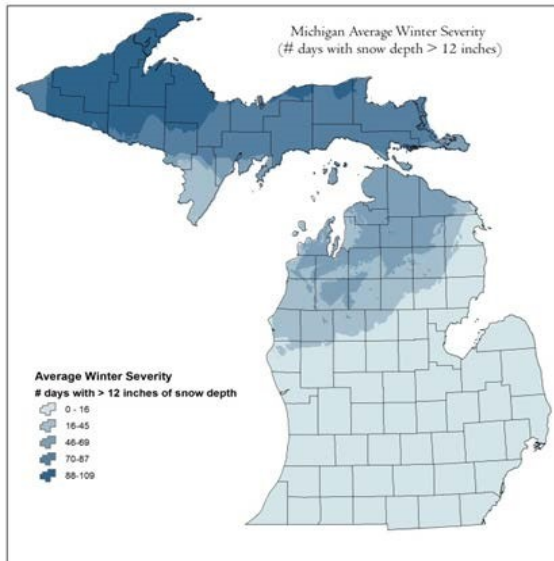 Michigan Average Winter Severity
(# days with snow depth > 12 inches)
Average Winter Severity
# days with > 12 inches of snow depth
0 - 16
16-45
46-69
70-87
88-109